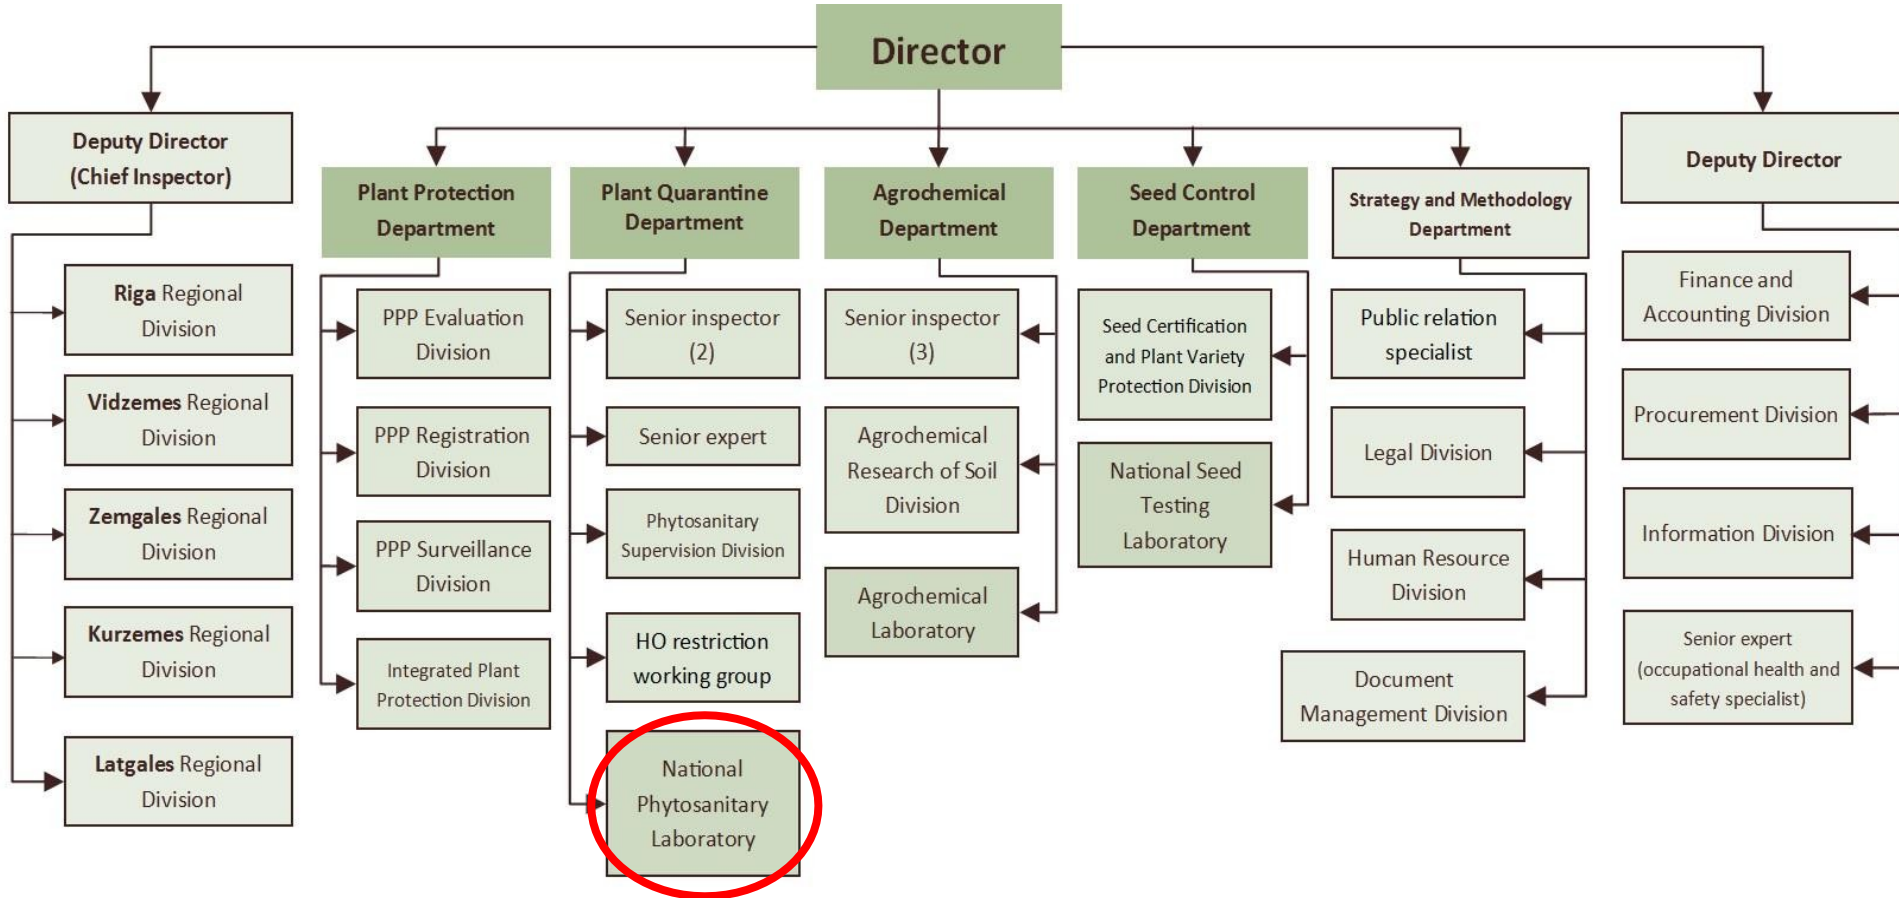 Director
Deputy Director
(Chief Inspector)
Riga Regional
Division
Vidzemes Regional
Division
Zemgales Regional
Division
Kurzemes Regional
Division
Latgales Regional
Division
Plant Protection
Department
PPP Evaluation
Division
PPP Registration
Division
PPP Surveillance
Division
Integrated Plant
Protection Division
Plant Quarantine
Department
Senior inspector
(2)
Senior expert
Phytosanitary
Supervision Division
HO restriction
working group
National
Phytosanitary
Laboratory
Agrochemical
Department
Senior inspector
(3)
Agrochemical
Research of Soil
Division
Agrochemical
Laboratory
Seed Control
Department
Seed Certification
and Plant Variety
Protection Division
National Seed
Testing
Laboratory
Strategy and Methodology
Department
Public relation
specialist
Legal Division
Human Resource
Division
Document
Management Division
Deputy Director
Finance and
Accounting Division
Procurement Division
Information Division
Senior expert
(occupational health and
safety specialist)